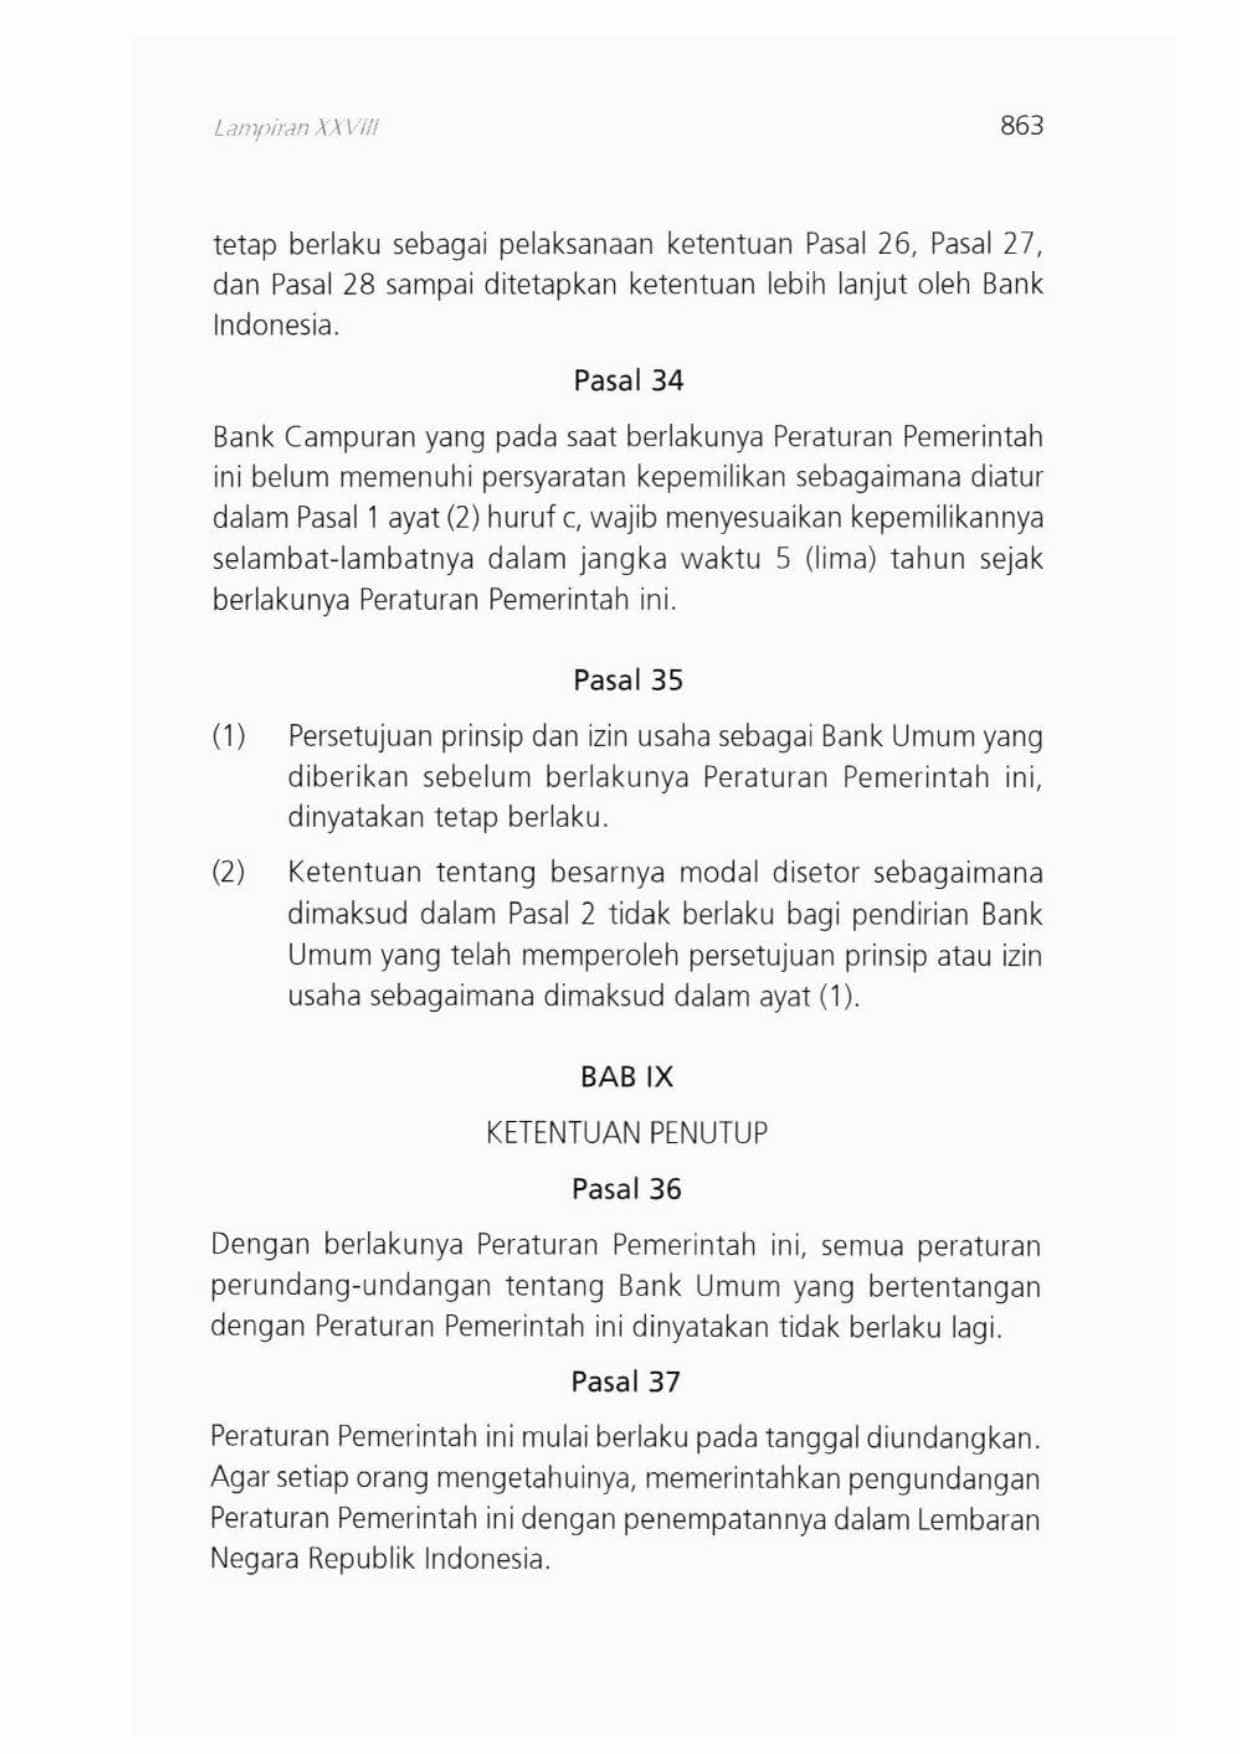 Lampiran XXVIII
863
tetap berlaku sebagai pelaksanaan ketentuan Pasal 26, Pasal 27,
dan Pasal 28 sampai ditetapkan ketentuan lebih lanjut oleh Bank
Indonesia.
Pasal 34
Bank Campuran yang pada saat berlakunya Peraturan Pemerintah
ini belum memenuhi persyaratan kepemilikan sebagaimana diatur
dalam Pasal 1 ayat (2) huruf c, wajib menyesuaikan kepemilikannya
selambat-lambatnya dalam jangka waktu 5 (lima) tahun sejak
berlakunya Peraturan Pemerintah ini.
Pasal 35
(1) Persetujuan prinsip dan izin usaha sebagai Bank Umum yang
diberikan sebelum berlakunya Peraturan Pemerintah ini,
dinyatakan tetap berlaku.
(2) Ketentuan tentang besarnya modal disetor sebagaimana
dimaksud dalam Pasal 2 tidak berlaku bagi pendirian Bank
Umum yang telah memperoleh persetujuan prinsip atau izin
usaha sebagaimana dimaksud dalam ayat (1).
BAB IX
KETENTUAN PENUTUP
Pasal 36
Dengan berlakunya Peraturan Pemerintah ini, semua peraturan
perundang-undangan tentang Bank Umum yang bertentangan
dengan Peraturan Pemerintah ini dinyatakan tidak berlaku lagi.
Pasal 37
Peraturan Pemerintah ini mulai berlaku pada tanggal diundangkan.
Agar setiap orang mengetahuinya, memerintahkan pengundangan
Peraturan Pemerintah ini dengan penempatannya dalam Lembaran
Negara Republik Indonesia.